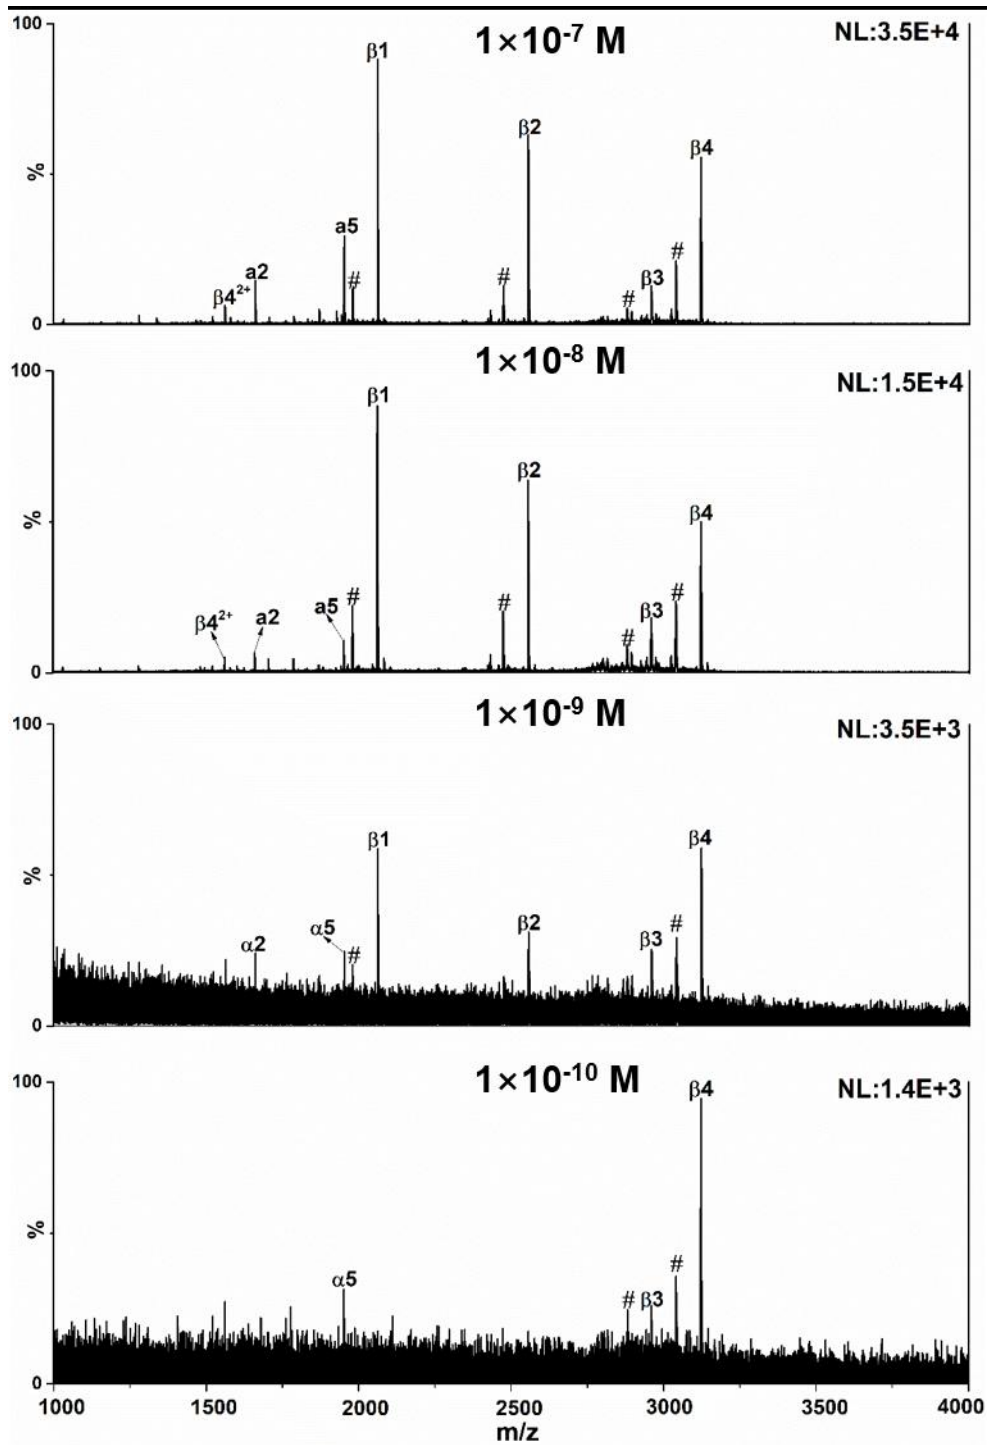 100
1×10⁻⁷ M
NL:3.5E+4
β1
β2
β4
%
a5
#
#
#
β3
#
a2
β4²⁺
0
100
1×10⁻⁸ M
NL:1.5E+4
β1
β2
β4
%
β4²⁺
a2
a5
#
#
#
β3
#
0
100
1×10⁻⁹ M
NL:3.5E+3
β1
β4
%
α2
α5
#
β2
β3
#
0
100
1×10⁻¹⁰ M
NL:1.4E+3
β4
%
α5
#
β3
#
0
1000 1500 2000 2500 3000 3500 4000
m/z